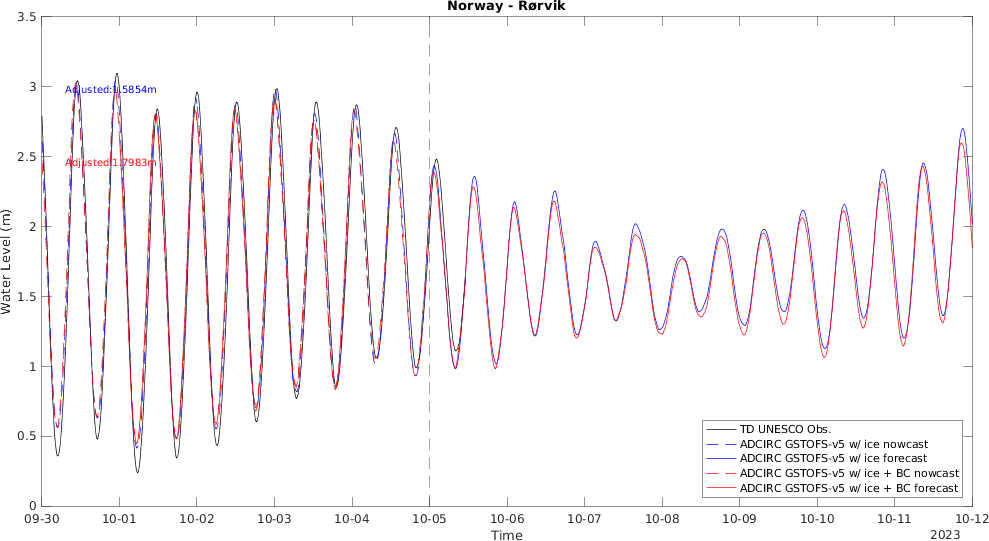 Norway - Rørvik
3.5
3
2.5
2
1.5
1
0.5
0
Water Level (m)
Adjusted:1.5854m
Adjusted:1.7983m
TD UNESCO Obs.
ADCIRC GSTOFS-v5 w/ ice nowcast
ADCIRC GSTOFS-v5 w/ ice forecast
ADCIRC GSTOFS-v5 w/ ice + BC nowcast
ADCIRC GSTOFS-v5 w/ ice + BC forecast
09-30 10-01 10-02 10-03 10-04 10-05 10-06 10-07 10-08 10-09 10-10 10-11 10-12
Time
2023